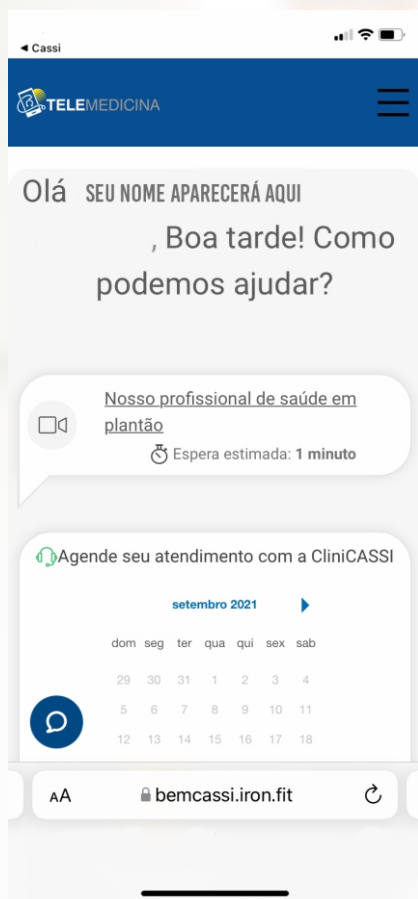 ◄ Cassi
TELEMEDICINA
Olá SEU NOME APARECERÁ AQUI
, Boa tarde! Como
podemos ajudar?
Nosso profissional de saúde em
plantão
Espera estimada: 1 minuto
Agende seu atendimento com a CliniCASSI
setembro 2021
dom seg ter qua qui sex sab
29 30 31 1 2 3 4
5 6 7 8 9 10 11
12 13 14 15 16 17 18
AA bemcassi.iron.fit